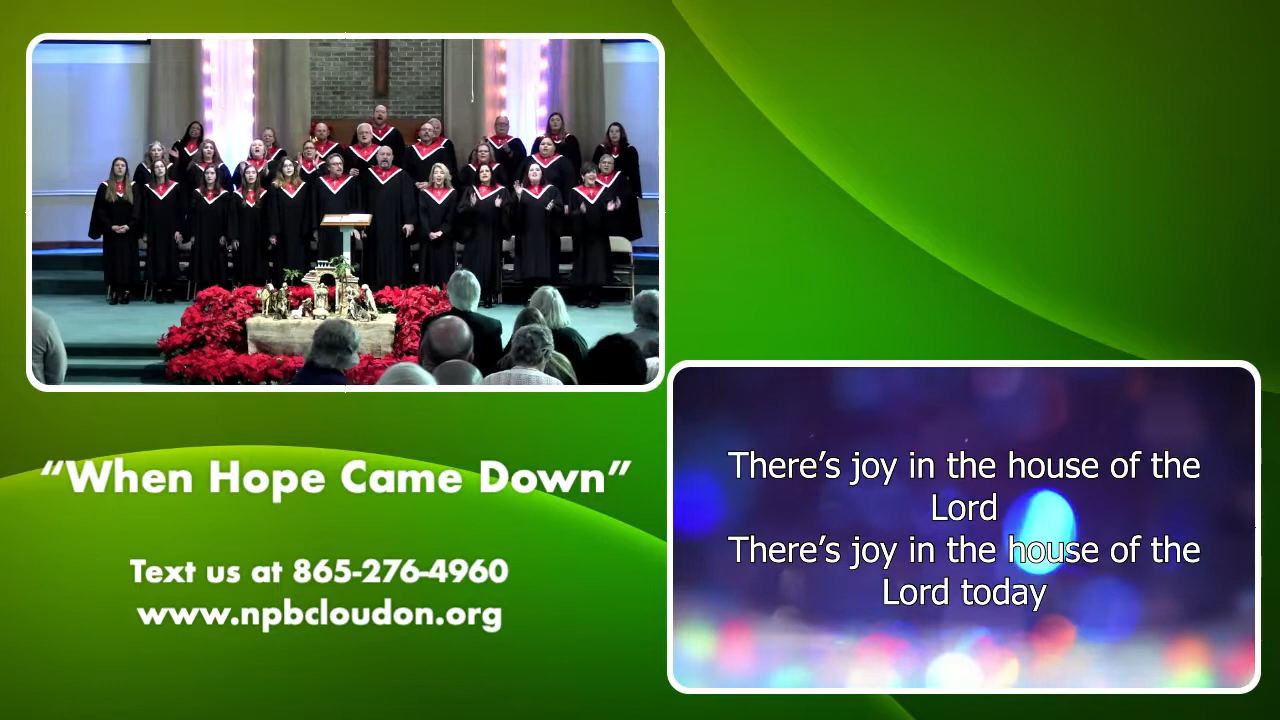 “When Hope Came Down”
Text us at 865-276-4960
www.npbcloudon.org
There’s joy in the house of the
Lord
There’s joy in the house of the
Lord today